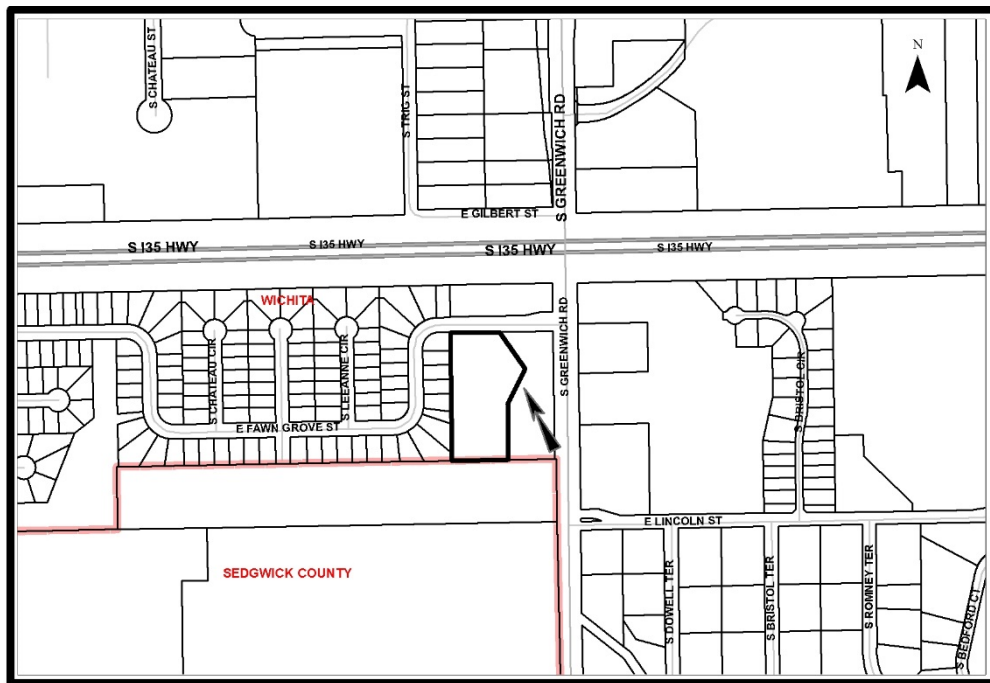 S CHATEAU ST
S TRIG ST
S GREENWICH RD
N
E GILBERT ST
S I35 HWY
S I35 HWY
S I35 HWY
S I35 HWY
WICHITA
S GREENWICH RD
S CHATEAU CIR
S LEEANNE CIR
S BRISTOL CIR
E FAWN GROVE ST
E LINCOLN ST
SEDGWICK COUNTY
S DOWELL TER
S BRISTOL TER
S ROMNEY TER
S BEDFORD CT